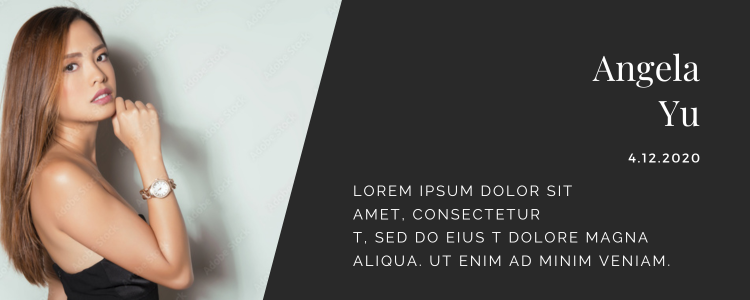 Angela
Yu
4.12.2020
LOREM IPSUM DOLOR SIT
AMET, CONSECTETUR
T, SED DO EIUS T DOLORE MAGNA
ALIQUA. UT ENIM AD MINIM VENIAM.